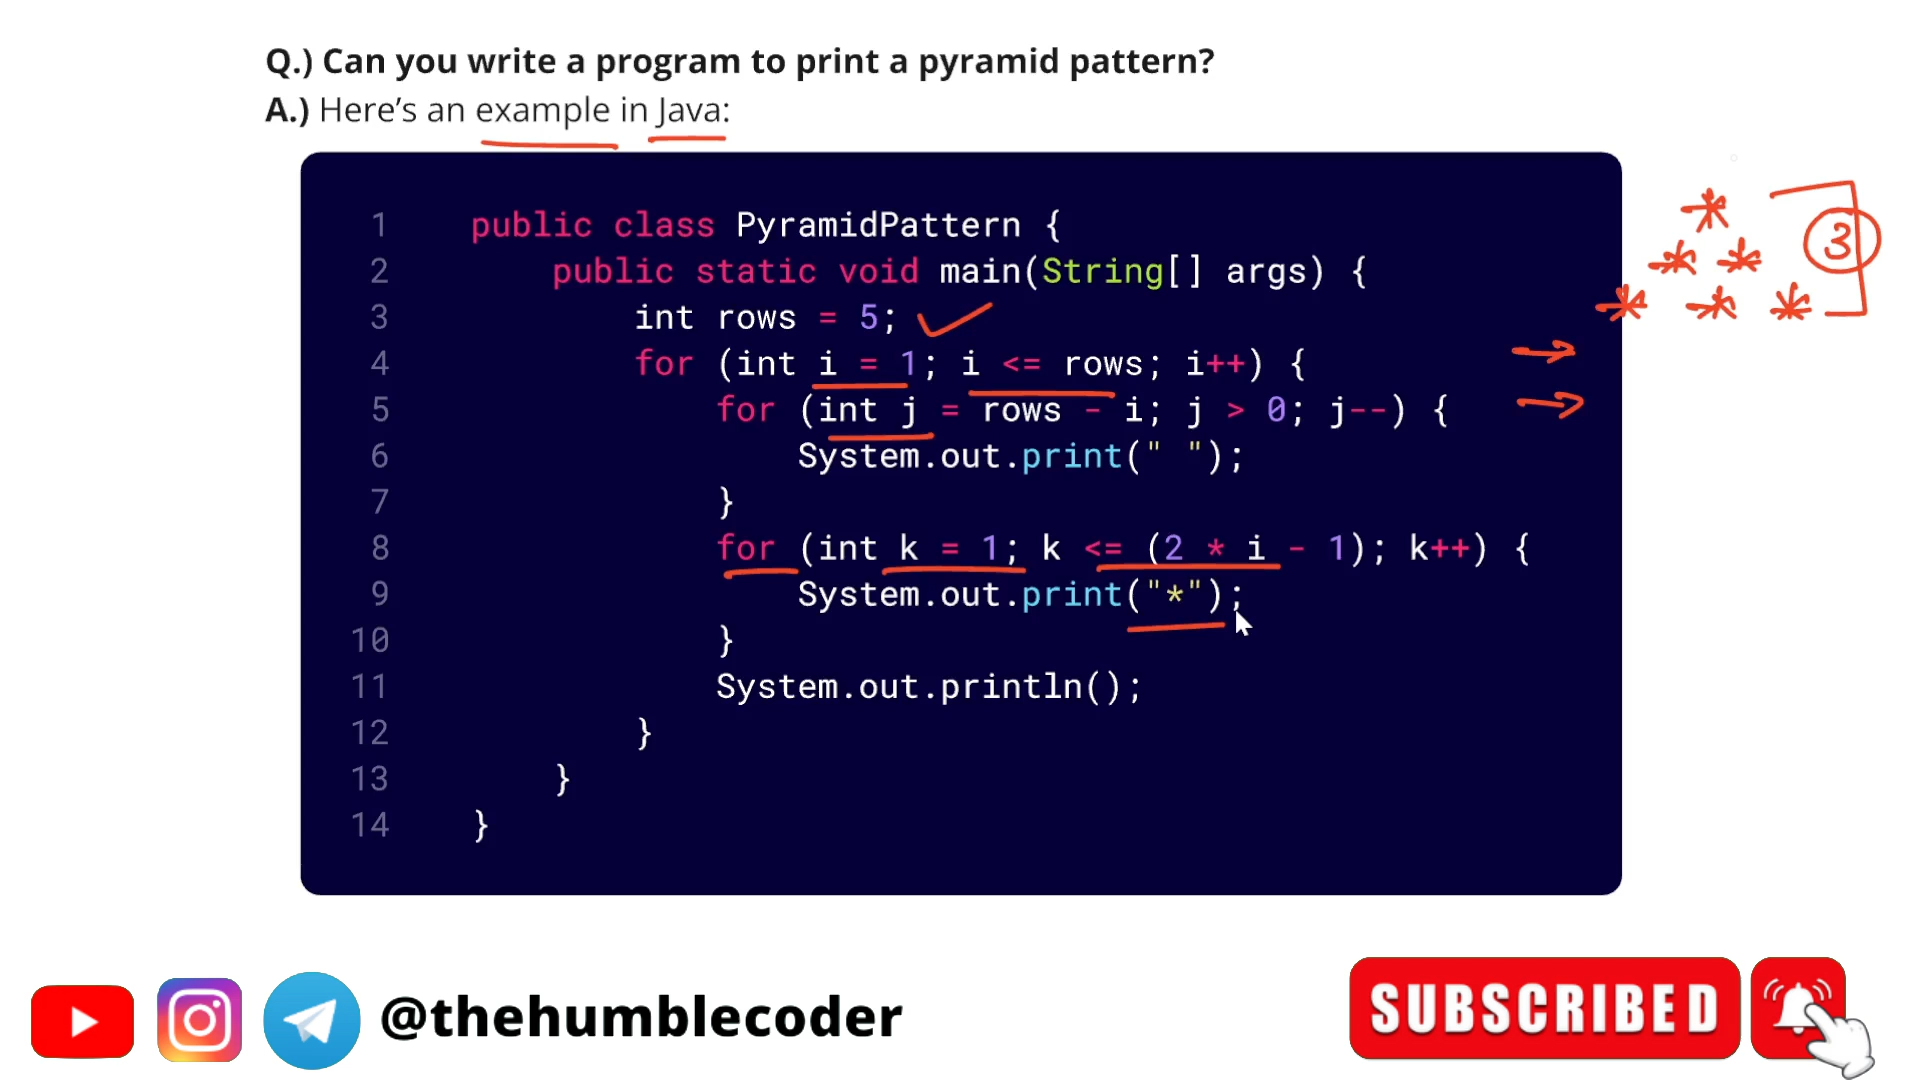 Q.) Can you write a program to print a pyramid pattern?
A.) Here’s an example in Java:
1 public class PyramidPattern {
2 public static void main(String[] args) {
3 int rows = 5;
4 for (int i = 1; i <= rows; i++) {
5 for (int j = rows - i; j > 0; j--) {
6 System.out.print(" ");
7 }
8 for (int k = 1; k <= (2 * i - 1); k++) {
9 System.out.print("*");
10 }
11 System.out.println();
12 }
13 }
14 }
*
* *
* * *
3
@thehumblecoder
SUBSCRIBED